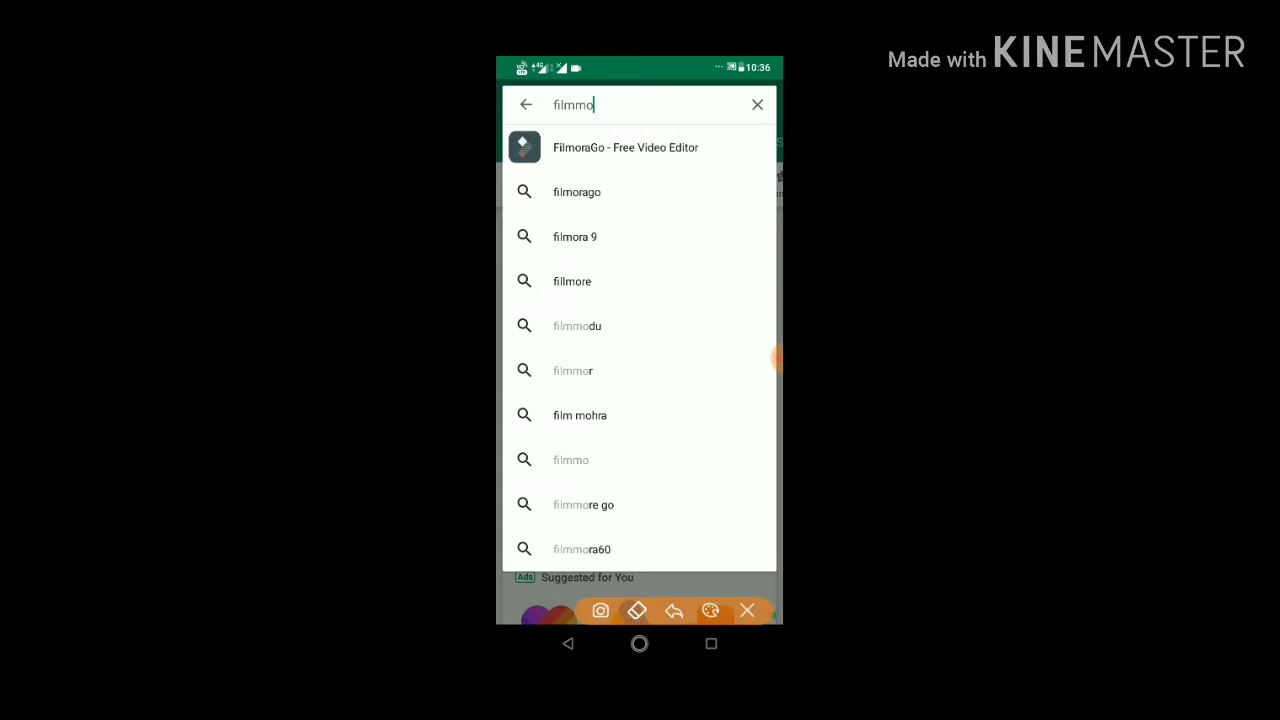 Made with KINEMASTER
10:36
filmmo
FilmoraGo - Free Video Editor
filmorago
filmora 9
fillmore
filmmodu
filmmor
film mohra
filmmo
filmmore go
filmmora60
Ads Suggested for You